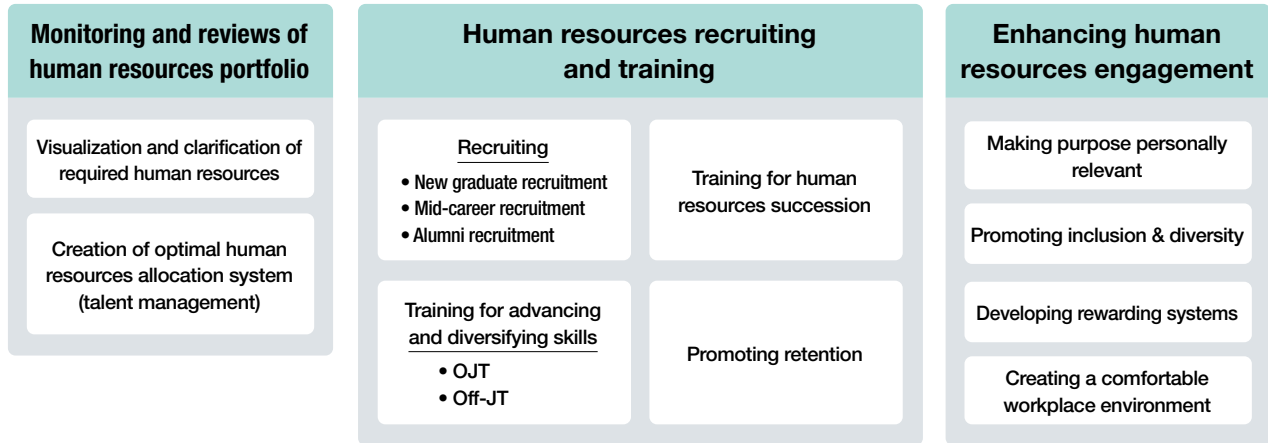 Monitoring and reviews of
human resources portfolio
Visualization and clarification of
required human resources
Creation of optimal human
resources allocation system
(talent management)
Human resources recruiting
and training
Recruiting
• New graduate recruitment
• Mid-career recruitment
• Alumni recruitment
Training for human
resources succession
Training for advancing
and diversifying skills
• OJT
• Off-JT
Promoting retention
Enhancing human
resources engagement
Making purpose personally
relevant
Promoting inclusion & diversity
Developing rewarding systems
Creating a comfortable
workplace environment